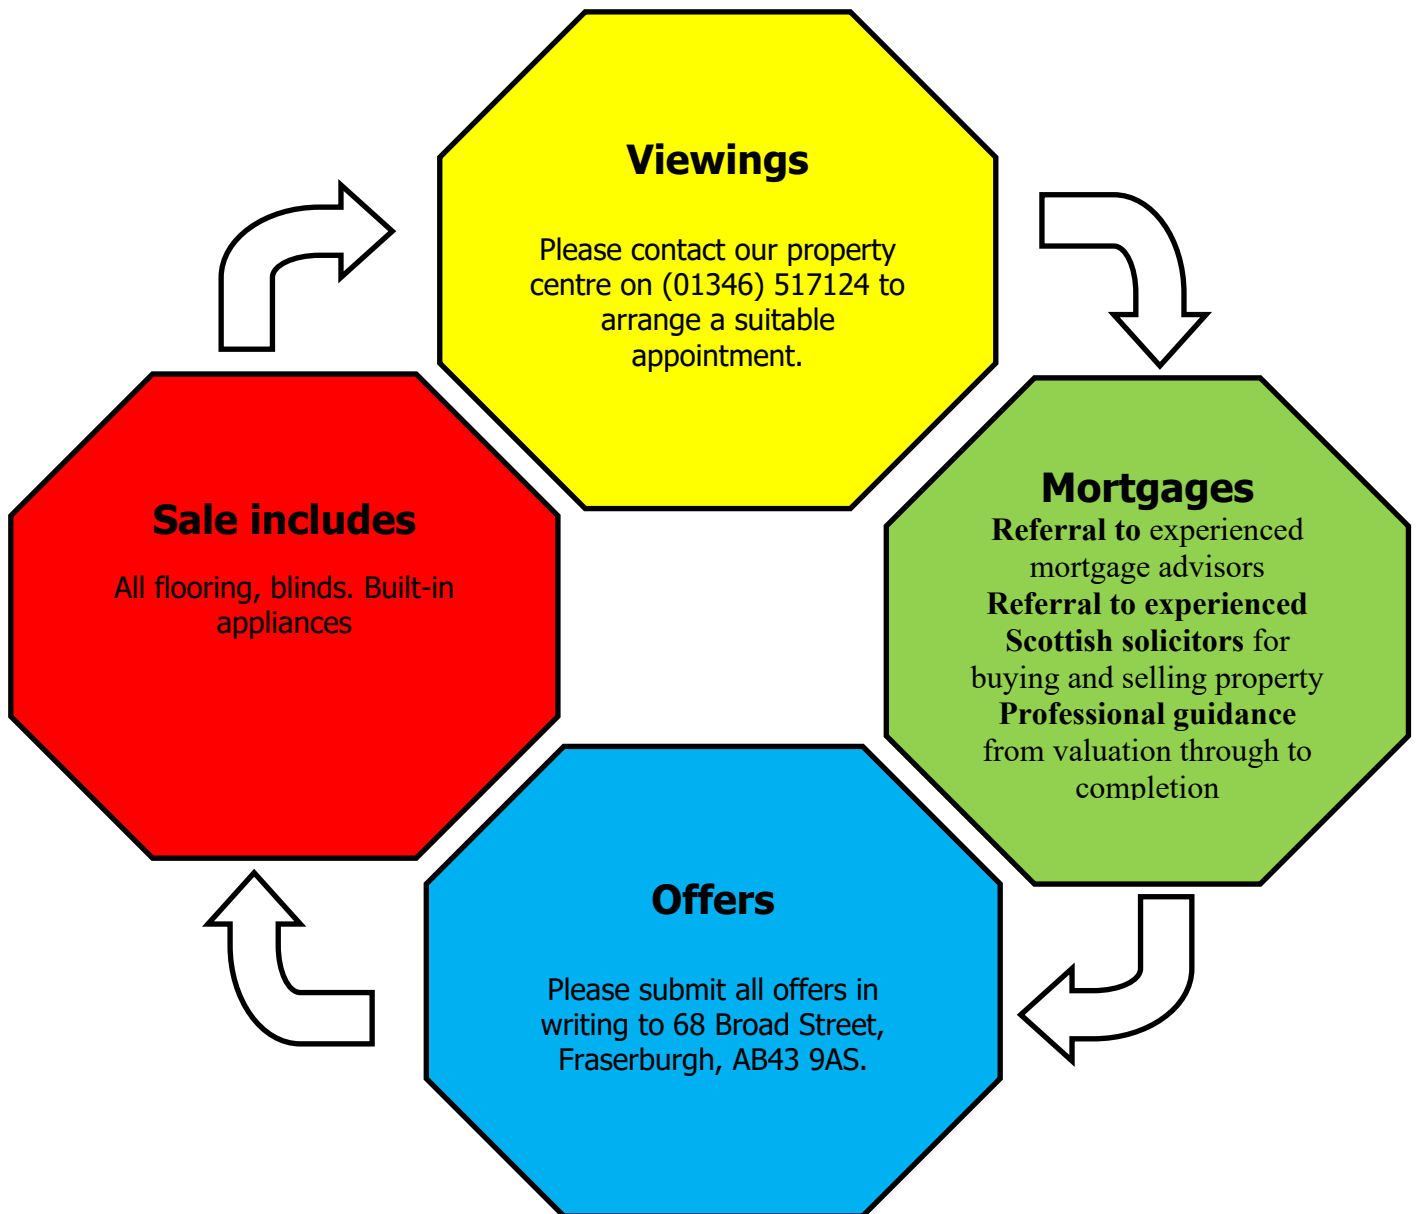 Viewings
Please contact our property
centre on (01346) 517124 to
arrange a suitable
appointment.
Mortgages
Referral to experienced
mortgage advisors
Referral to experienced
Scottish solicitors for
buying and selling property
Professional guidance
from valuation through to
completion
Sale includes
All flooring, blinds. Built-in
appliances
Offers
Please submit all offers in
writing to 68 Broad Street,
Fraserburgh, AB43 9AS.